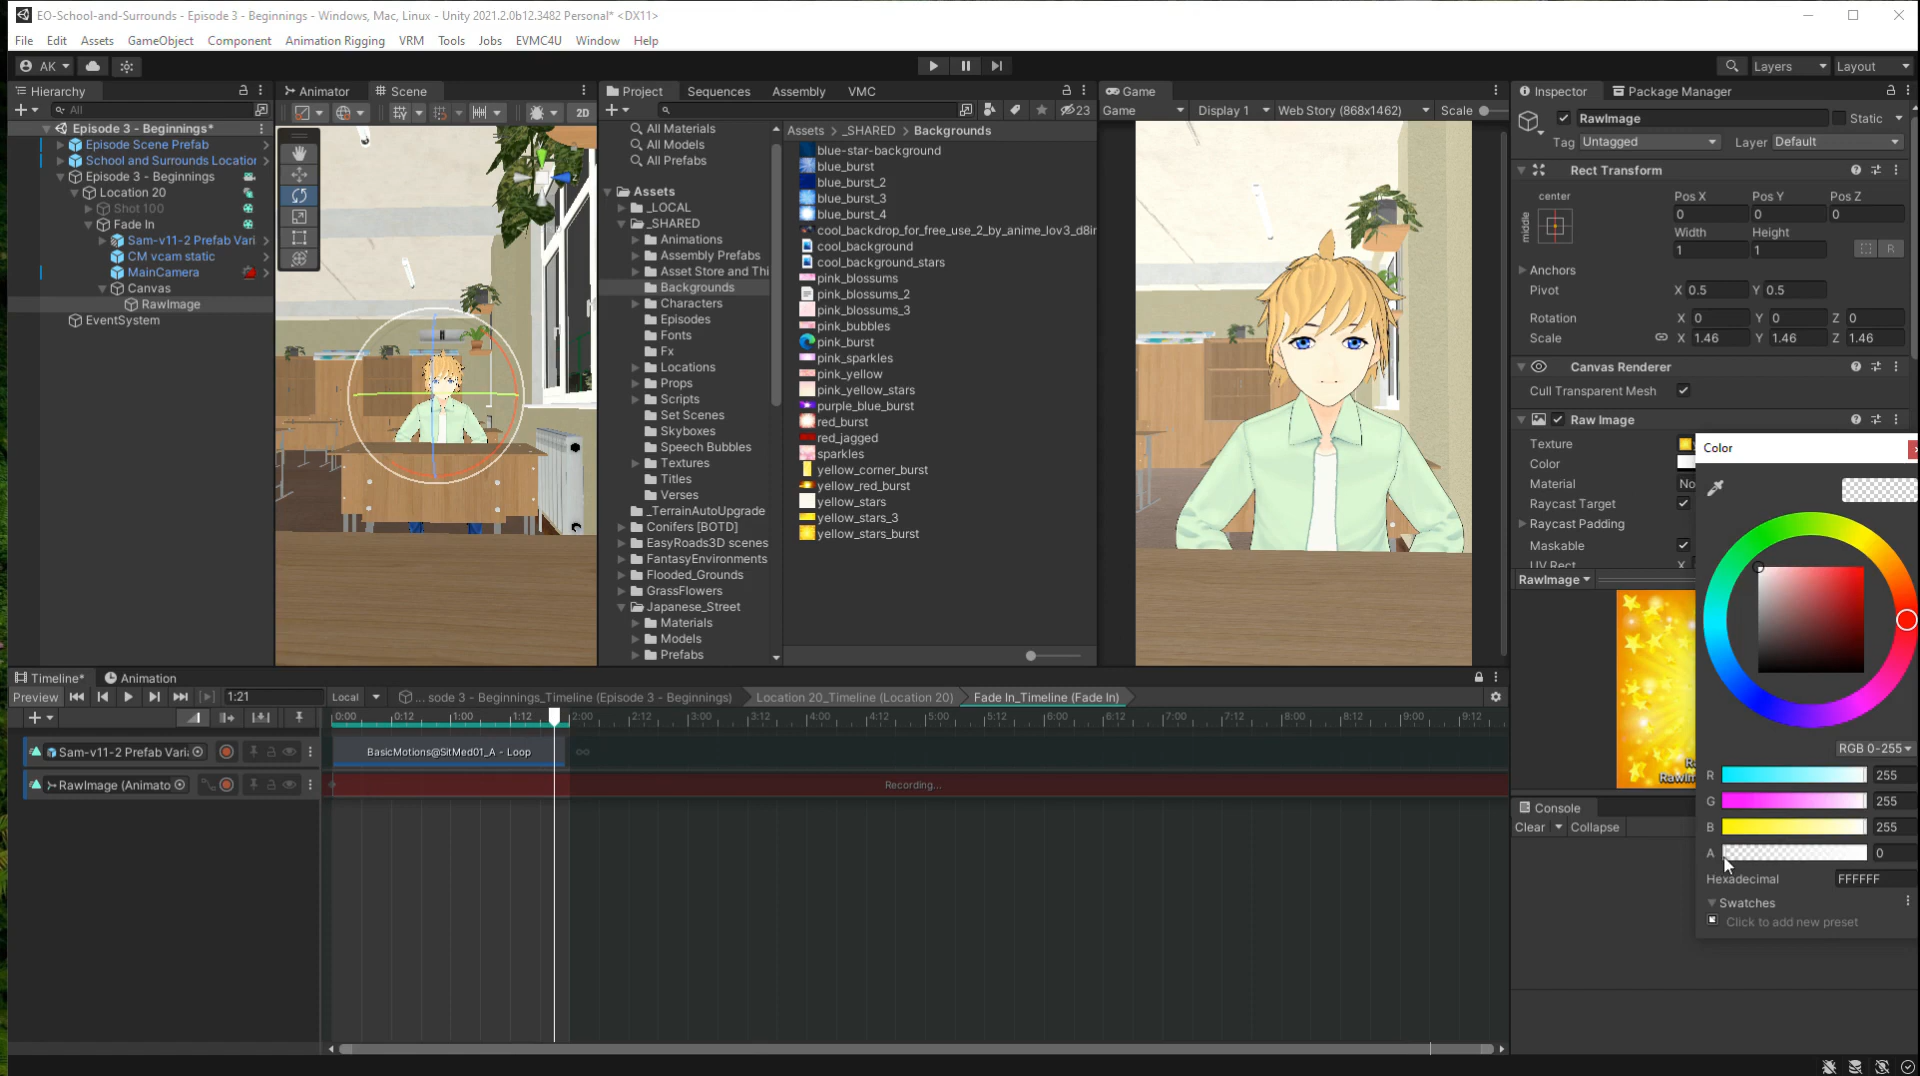 EO-School-and-Surrounds - Episode 3 - Beginnings - Windows, Mac, Linux - Unity 2021.2.0b12.3482 Personal* <DX11>
File Edit Assets GameObject Component Animation Rigging VRM Tools Jobs EVMC4U Window Help
AK Layers Layout
Hierarchy
All
Episode 3 - Beginnings*
Episode Scene Prefab
School and Surrounds Location
Episode 3 - Beginnings
Location 20
Shot 100
Fade In
Sam-v11-2 Prefab Vari
CM vcam static
MainCamera
Canvas
RawImage
EventSystem
Animator Scene
2D
Project Sequences Assembly VMC
23
All Materials
All Models
All Prefabs
Assets
_LOCAL
_SHARED
Animations
Assembly Prefabs
Asset Store and Thi
Backgrounds
Characters
Episodes
Fonts
Fx
Locations
Props
Scripts
Set Scenes
Skyboxes
Speech Bubbles
Textures
Titles
Verses
_TerrainAutoUpgrade
Conifers [BOTD]
EasyRoads3D scenes
FantasyEnvironments
Flooded_Grounds
GrassFlowers
Japanese_Street
Materials
Models
Prefabs
Assets > _SHARED > Backgrounds
blue-star-background
blue_burst
blue_burst_2
blue_burst_3
blue_burst_4
cool_backdrop_for_free_use_2_by_anime_lov3_d8ir
cool_background
cool_background_stars
pink_blossums
pink_blossums_2
pink_blossums_3
pink_bubbles
pink_burst
pink_sparkles
pink_yellow
pink_yellow_stars
purple_blue_burst
red_burst
red_jagged
sparkles
yellow_corner_burst
yellow_red_burst
yellow_stars
yellow_stars_3
yellow_stars_burst
Game
Game Display 1 Web Story (868x1462) Scale
Inspector Package Manager
RawImage Static
Tag Untagged Layer Default
Rect Transform
center
middle
Pos X Pos Y Pos Z
0 0 0
Width Height
1 1 R
Anchors
Pivot X 0.5 Y 0.5
Rotation X 0 Y 0 Z 0
Scale X 1.46 Y 1.46 Z 1.46
Canvas Renderer
Cull Transparent Mesh
Raw Image
Texture
Color
Material No
Raycast Target
Raycast Padding
Maskable
UV Rect X
RawImage
Color
RGB 0-255
R 255
G 255
B 255
A 0
Hexadecimal FFFFFF
Swatches
Click to add new preset
Console
Clear Collapse
Timeline* Animation
Preview 1:21 Local ... sode 3 - Beginnings_Timeline (Episode 3 - Beginnings) Location 20_Timeline (Location 20) Fade In_Timeline (Fade In)
0:00 0:12 1:00 1:12 2:00 2:12 3:00 3:12 4:00 4:12 5:00 5:12 6:00 6:12 7:00 7:12 8:00 8:12 9:00 9:12
Sam-v11-2 Prefab Vari BasicMotions@SitMed01_A - Loop
RawImage (Animato Recording...